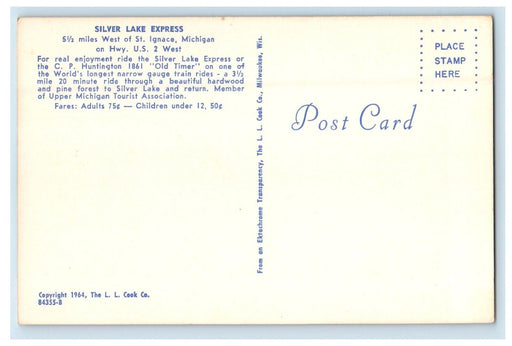 SILVER LAKE EXPRESS
5½ miles West of St. Ignace, Michigan
on Hwy. U.S. 2 West
For real enjoyment ride the Silver Lake Express or
the C. P. Huntington 1861 "Old Timer" on one of
the World's longest narrow gauge train rides - a 3½
mile 20 minute ride through a beautiful hardwood
and pine forest to Silver Lake and return. Member
of Upper Michigan Tourist Association.
Fares: Adults 75¢ — Children under 12, 50¢
Copyright 1964, The L. L. Cook Co.
84355-B
From an Ektachrome Transparency, The L. L. Cook Co., Milwaukee, Wis.
Post Card
PLACE
STAMP
HERE